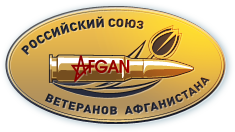 РОССИЙСКИЙ СОЮЗ
AFGAN
ВЕТЕРАНОВ АФГАНИСТАНА